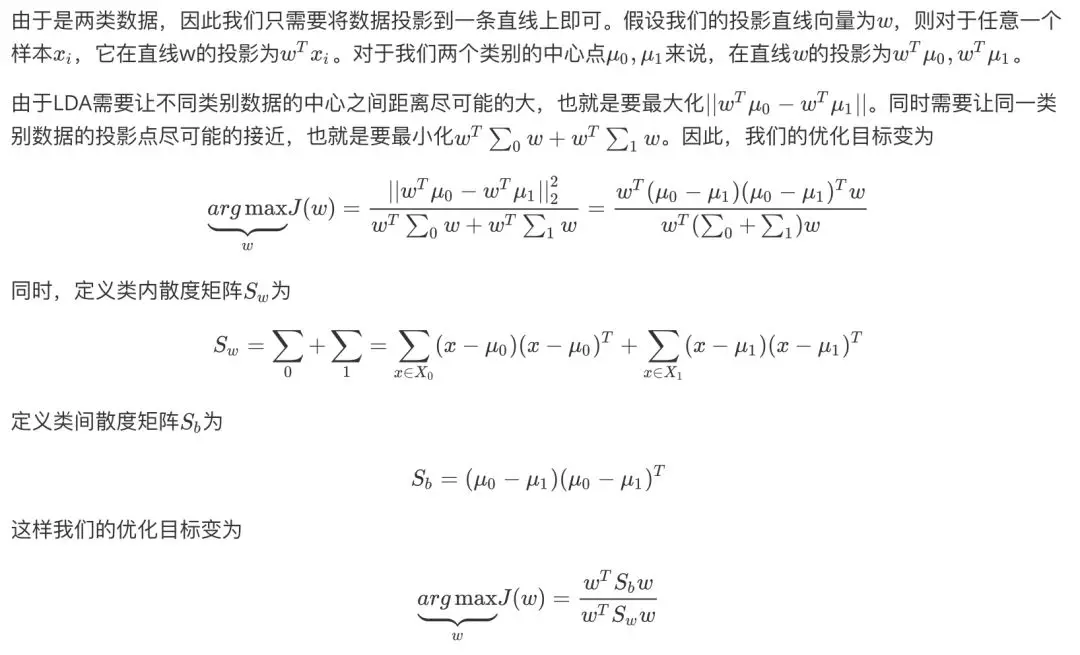 由于是两类数据，因此我们只需要将数据投影到一条直线上即可。假设我们的投影直线向量为$w$，则对于任意一个
样本$x_i$，它在直线w的投影为$w^T x_i$。对于我们两个类别的中心点$\mu_0, \mu_1$来说，在直线$w$的投影为$w^T \mu_0, w^T \mu_1$。
由于LDA需要让不同类别数据的中心之间距离尽可能的大，也就是要最大化$||w^T \mu_0 - w^T \mu_1||$。同时需要让同一类
别数据的投影点尽可能的接近，也就是要最小化$w^T \sum_0 w + w^T \sum_1 w$。因此，我们的优化目标变为
$\underbrace{arg\max}_{w} J(w) = \frac{||w^T \mu_0 - w^T \mu_1||_2^2}{w^T \sum_0 w + w^T \sum_1 w} = \frac{w^T (\mu_0 - \mu_1)(\mu_0 - \mu_1)^T w}{w^T (\sum_0 + \sum_1) w}$
同时，定义类内散度矩阵$S_w$为
$S_w = \sum_0 + \sum_1 = \sum_{x \in X_0} (x - \mu_0)(x - \mu_0)^T + \sum_{x \in X_1} (x - \mu_1)(x - \mu_1)^T$
定义类间散度矩阵$S_b$为
$S_b = (\mu_0 - \mu_1)(\mu_0 - \mu_1)^T$
这样我们的优化目标变为
$\underbrace{arg\max}_{w} J(w) = \frac{w^T S_b w}{w^T S_w w}$